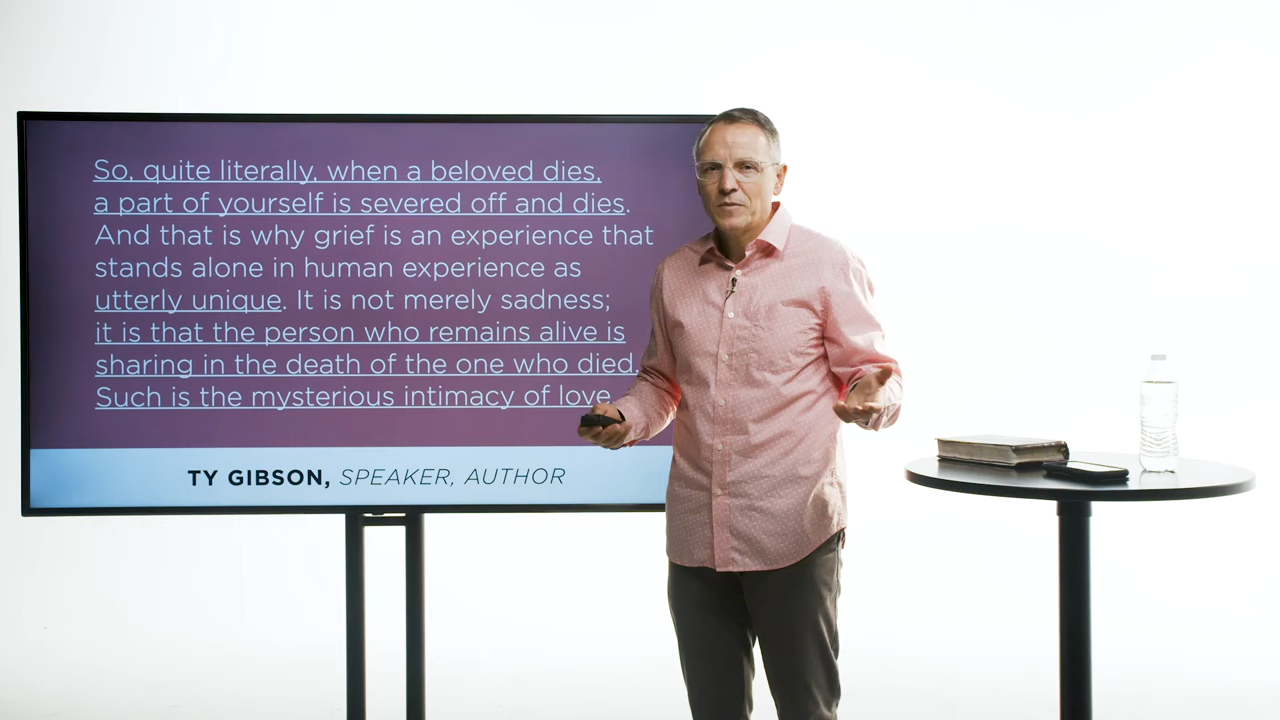 So, quite literally, when a beloved dies,
a part of yourself is severed off and dies.
And that is why grief is an experience that
stands alone in human experience as
utterly unique. It is not merely sadness;
it is that the person who remains alive is
sharing in the death of the one who died.
Such is the mysterious intimacy of love.
TY GIBSON, SPEAKER, AUTHOR